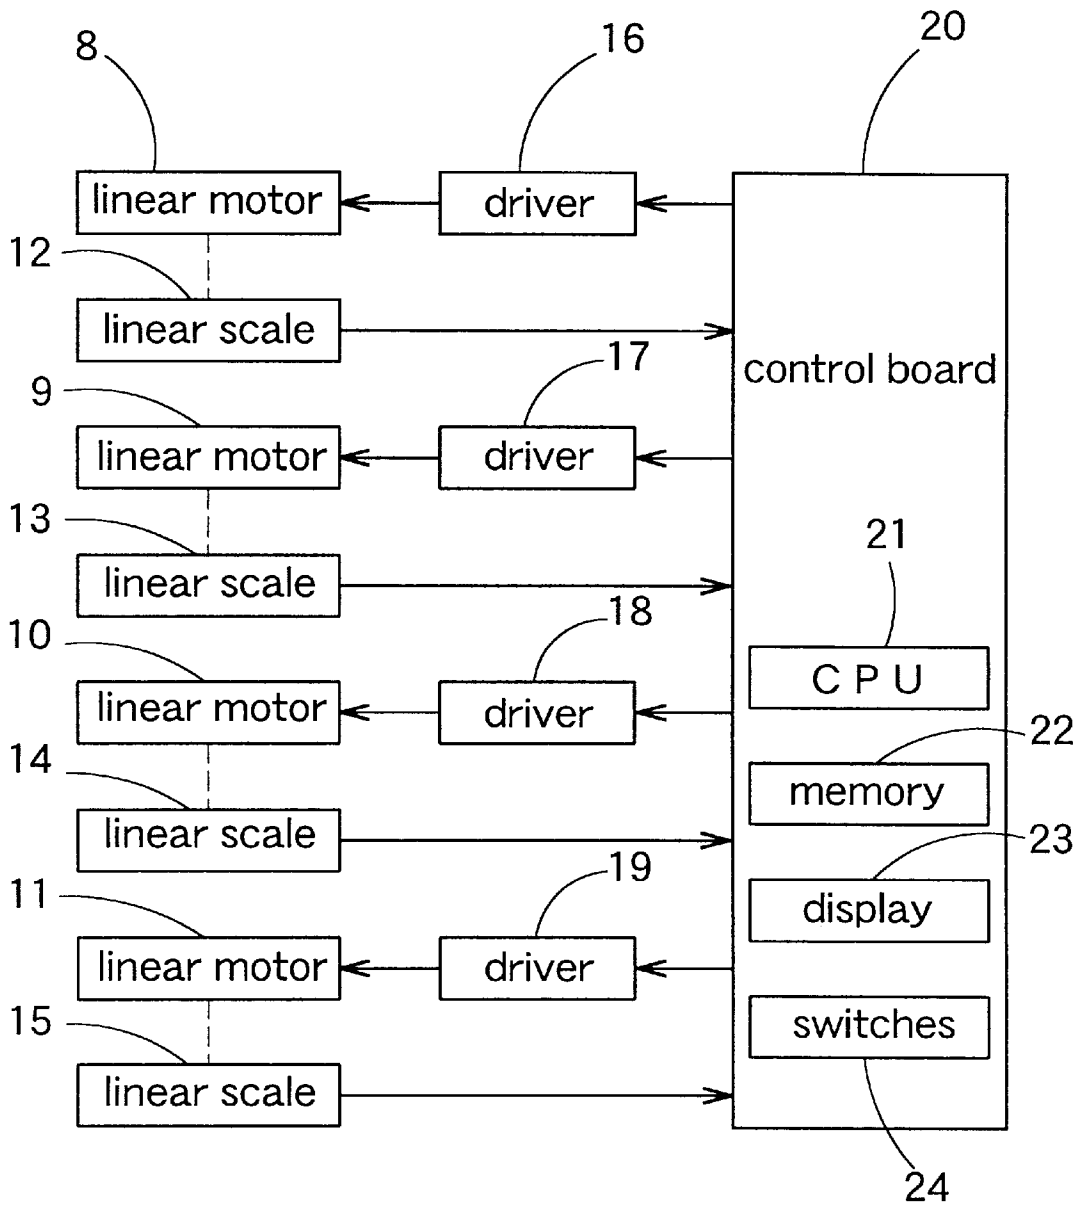 8
16
20
linear motor
driver
12
linear scale
17
control board
9
linear motor
driver
13
21
linear scale
18
10
CPU
linear motor
driver
22
14
memory
linear scale
23
19
11
display
linear motor
driver
15
switches
linear scale
24